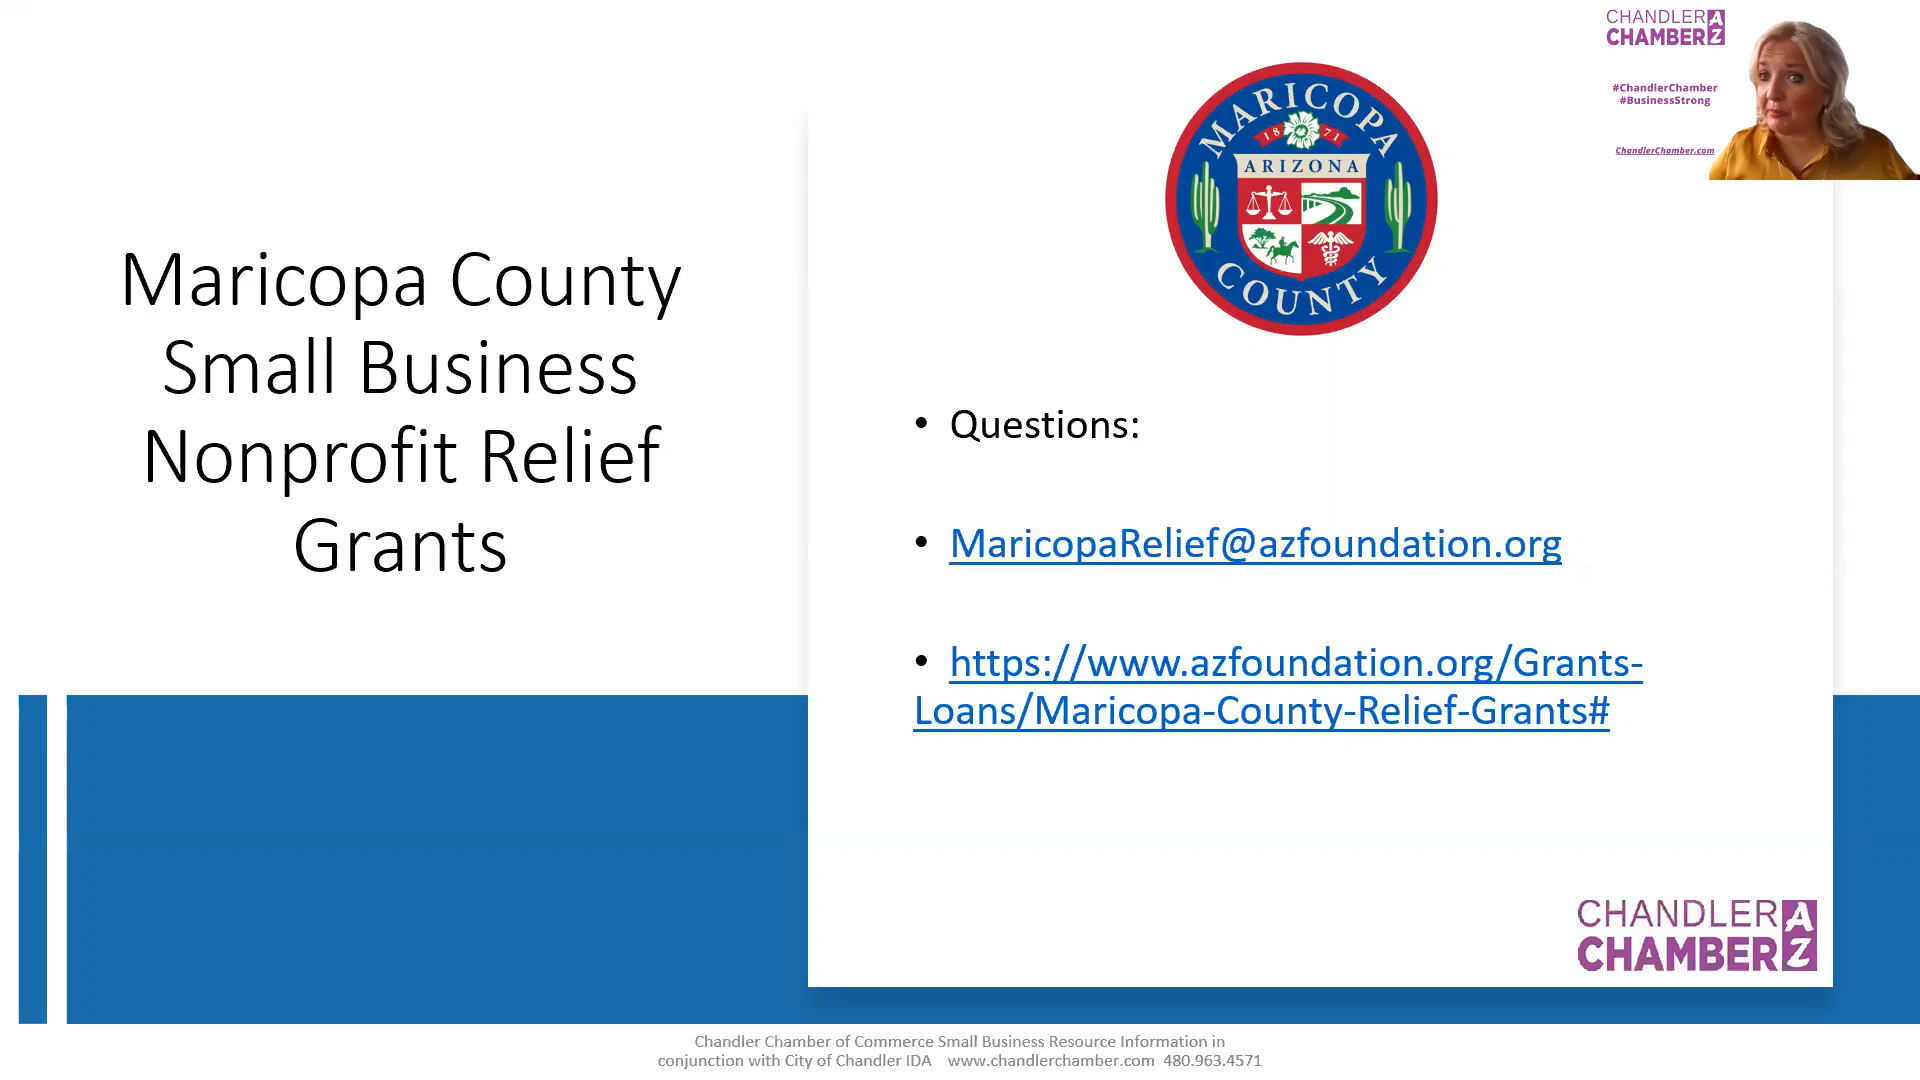 Maricopa County
Small Business
Nonprofit Relief
Grants
MARICOPA
18 71
ARIZONA
COUNTY
• Questions:
• MaricopaRelief@azfoundation.org
• https://www.azfoundation.org/Grants-
Loans/Maricopa-County-Relief-Grants#
CHANDLER AZ
CHAMBER
#ChandlerChamber
#BusinessStrong
ChandlerChamber.com
CHANDLER AZ
CHAMBER
Chandler Chamber of Commerce Small Business Resource Information in
conjunction with City of Chandler IDA www.chandlerchamber.com 480.963.4571